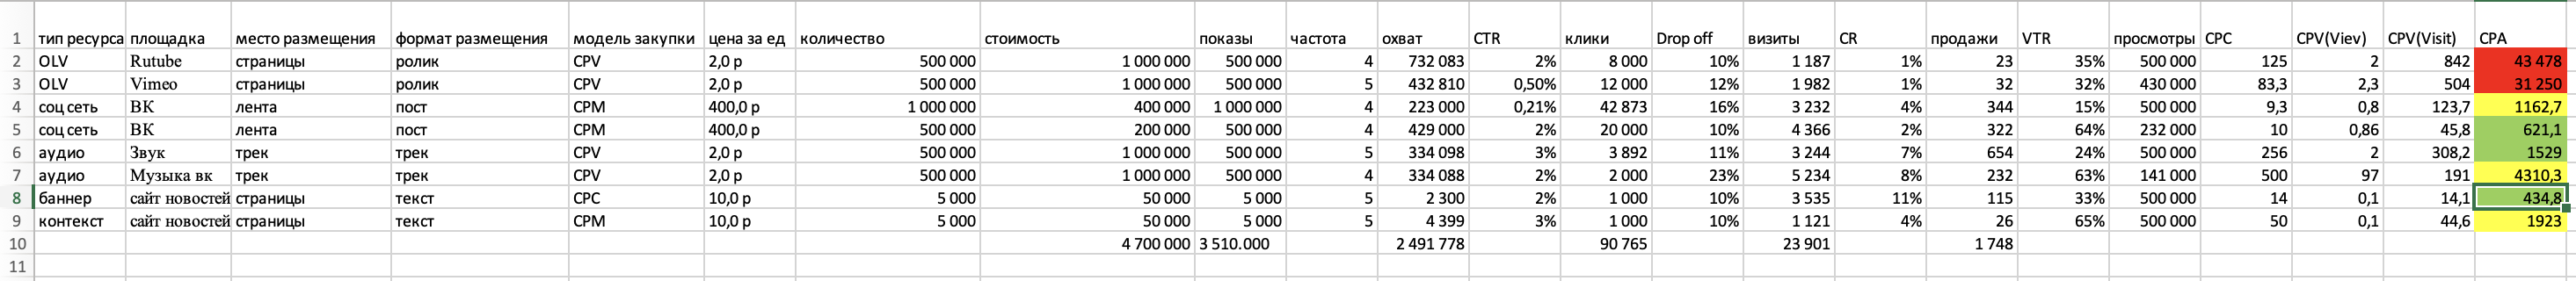 1 тип ресурса площадка место размещения формат размещения модель закупки цена за ед количество стоимость показы частота охват CTR клики Drop off визиты CR продажи VTR просмотры CPC CPV(Viev) CPV(Visit) CPA
2 OLV Rutube страницы ролик CPV 2,0 р 500 000 1 000 000 500 000 4 732 083 2% 8 000 10% 1 187 1% 23 35% 500 000 125 2 842 43 478
3 OLV Vimeo страницы ролик CPV 2,0 р 500 000 1 000 000 500 000 5 432 810 0,50% 12 000 12% 1 982 1% 32 32% 430 000 83,3 2,3 504 31 250
4 соц сеть ВК лента пост CPM 400,0 р 1 000 000 400 000 1 000 000 4 223 000 0,21% 42 873 16% 3 232 4% 344 15% 500 000 9,3 0,8 123,7 1162,7
5 соц сеть ВК лента пост CPM 400,0 р 500 000 200 000 500 000 4 429 000 2% 20 000 10% 4 366 2% 322 64% 232 000 10 0,86 45,8 621,1
6 аудио Звук трек трек CPV 2,0 р 500 000 1 000 000 500 000 5 334 098 3% 3 892 11% 3 244 7% 654 24% 500 000 256 2 308,2 1529
7 аудио Музыка вк трек трек CPV 2,0 р 500 000 1 000 000 500 000 4 334 088 2% 2 000 23% 5 234 8% 232 63% 141 000 500 97 191 4310,3
8 баннер сайт новостей страницы текст CPC 10,0 р 5 000 50 000 5 000 5 2 300 2% 1 000 10% 3 535 11% 115 33% 500 000 14 0,1 14,1 434,8
9 контекст сайт новостей страницы текст CPM 10,0 р 5 000 50 000 5 000 5 4 399 3% 1 000 10% 1 121 4% 26 65% 500 000 50 0,1 44,6 1923
10 4 700 000 3 510.000 2 491 778 90 765 23 901 1 748
11